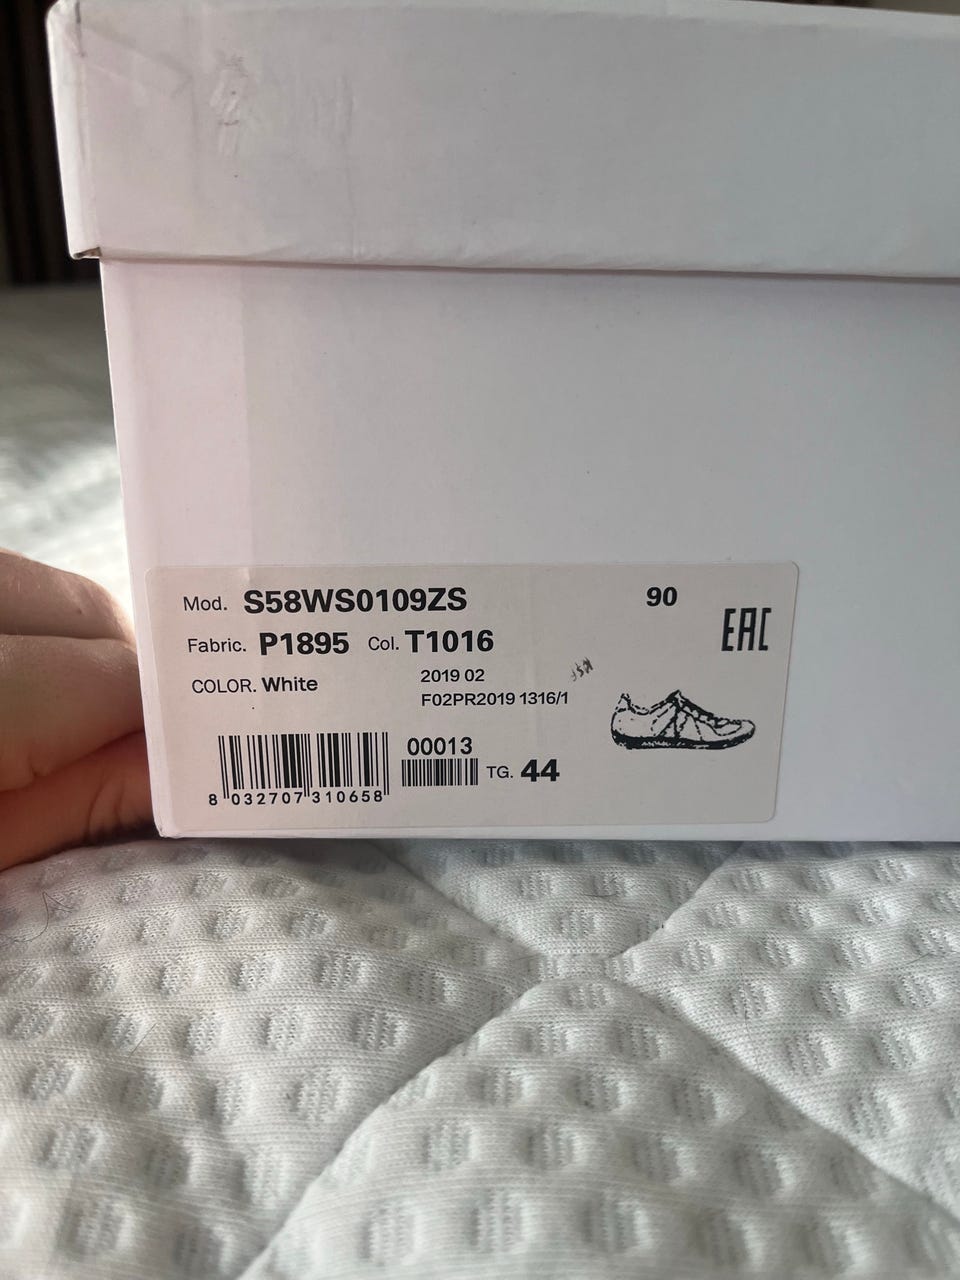 Mod. S58WS0109ZS 90
EAC
Fabric. P1895 Col. T1016
COLOR. White 2019 02
F02PR2019 1316/1
00013
TG. 44
8 032707 310658